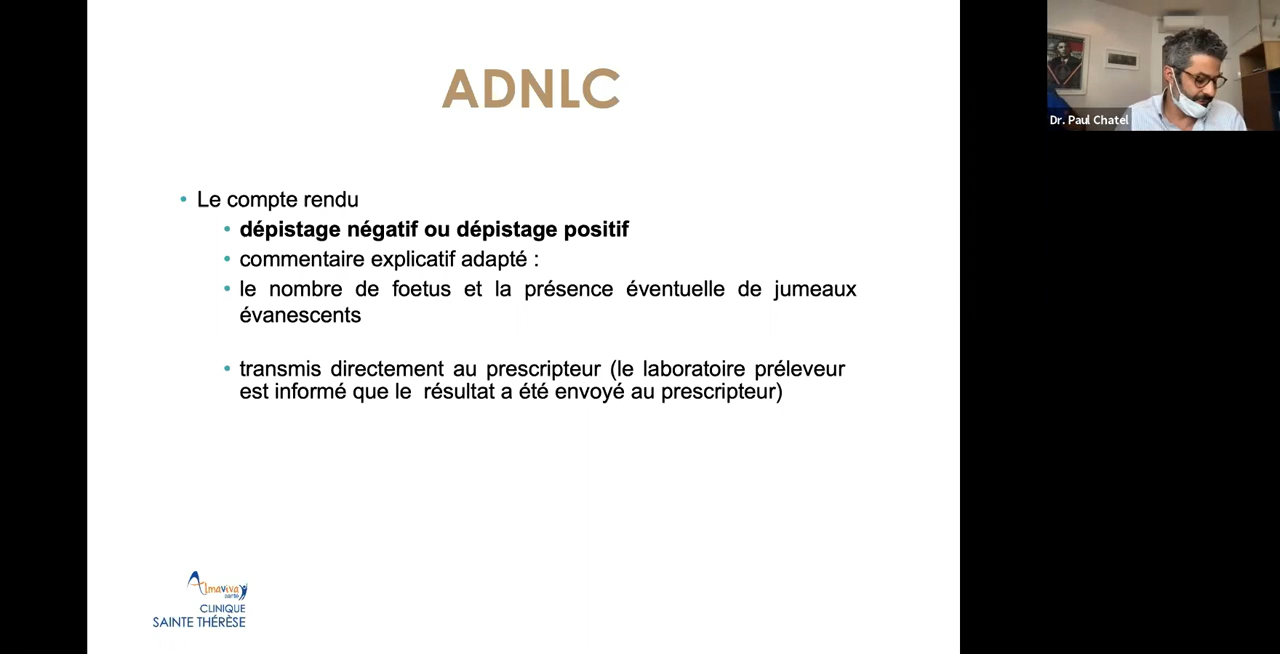 ADNLC
Dr. Paul Chatel
• Le compte rendu
• dépistage négatif ou dépistage positif
• commentaire explicatif adapté :
• le nombre de foetus et la présence éventuelle de jumeaux
évanescents
• transmis directement au prescripteur (le laboratoire préleveur
est informé que le résultat a été envoyé au prescripteur)
Almaviva
santé
CLINIQUE
SAINTE THÉRÈSE